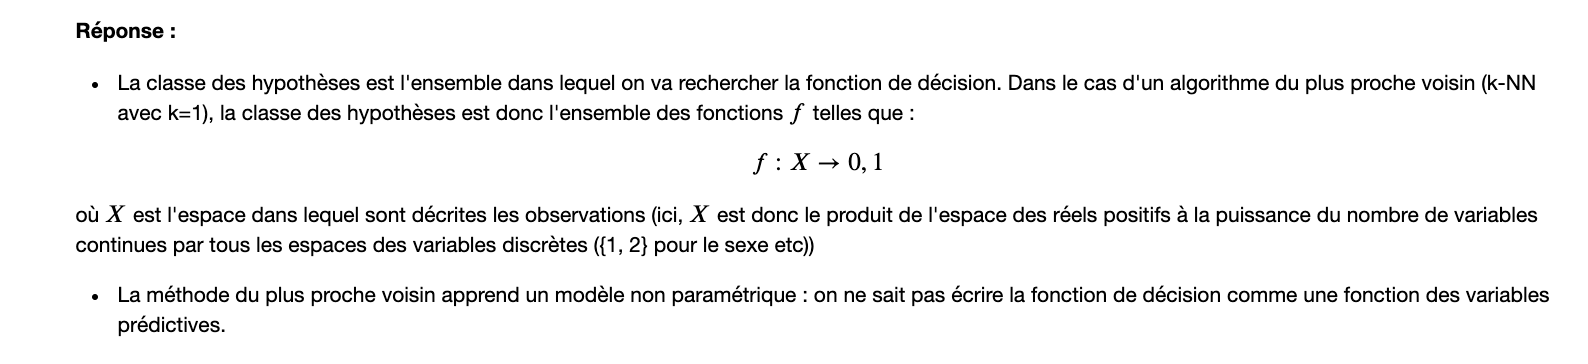 Réponse :
• La classe des hypothèses est l'ensemble dans lequel on va rechercher la fonction de décision. Dans le cas d'un algorithme du plus proche voisin (k-NN
avec k=1), la classe des hypothèses est donc l'ensemble des fonctions f telles que :
f : X → 0, 1
où X est l'espace dans lequel sont décrites les observations (ici, X est donc le produit de l'espace des réels positifs à la puissance du nombre de variables
continues par tous les espaces des variables discrètes ({1, 2} pour le sexe etc))
• La méthode du plus proche voisin apprend un modèle non paramétrique : on ne sait pas écrire la fonction de décision comme une fonction des variables
prédictives.